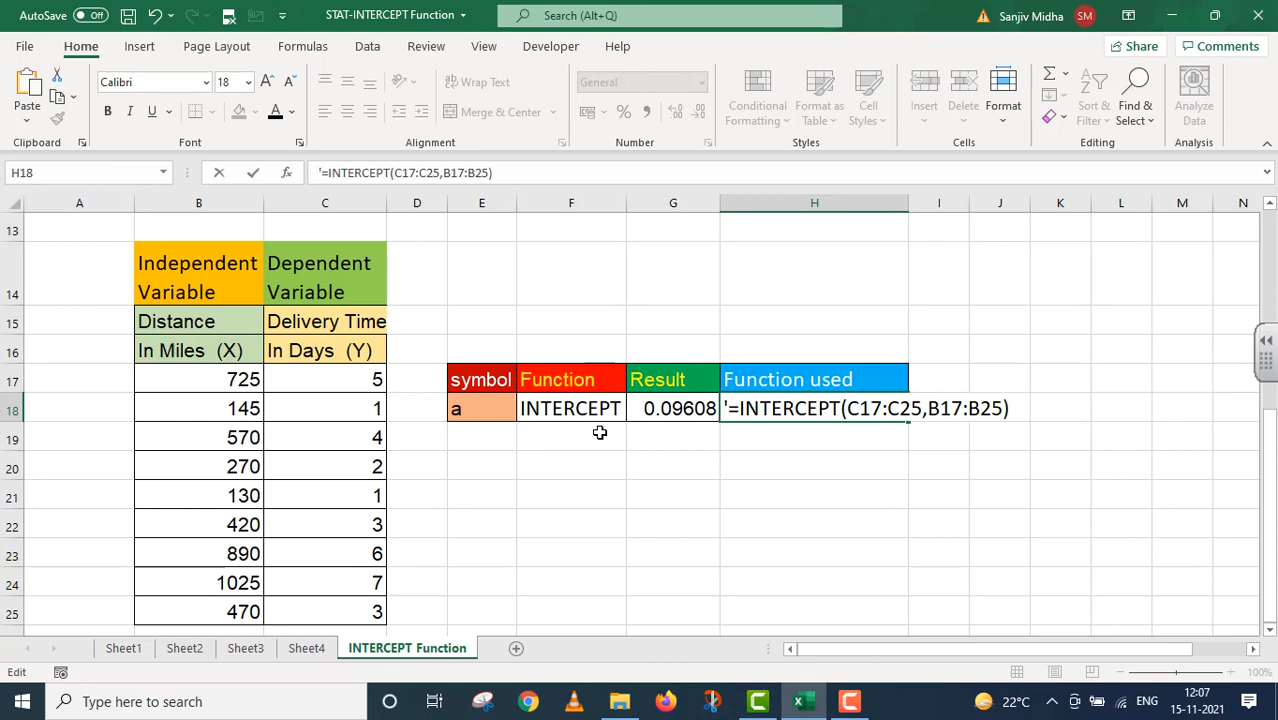 AutoSave Off STAT-INTERCEPT Function Search (Alt+Q) Sanjiv Midha SM
File Home Insert Page Layout Formulas Data Review View Developer Help Share Comments
Calibri 18 Wrap Text General
Paste B I U Merge & Center Conditional Formatting Format as Table Cell Styles Insert Delete Format Sort & Filter Find & Select Analyze Data
Clipboard Font Alignment Number Styles Cells Editing Analysis
H18 fx '=INTERCEPT(C17:C25,B17:B25)
A B C D E F G H I J K L M N
13
14 Independent Variable Dependent Variable
15 Distance Delivery Time
16 In Miles (X) In Days (Y)
17 725 5 symbol Function Result Function used
18 145 1 a INTERCEPT 0.09608 '=INTERCEPT(C17:C25,B17:B25)
19 570 4
20 270 2
21 130 1
22 420 3
23 890 6
24 1025 7
25 470 3
Sheet1 Sheet2 Sheet3 Sheet4 INTERCEPT Function
Edit 100%
Type here to search 22°C ENG 12:07
15-11-2021